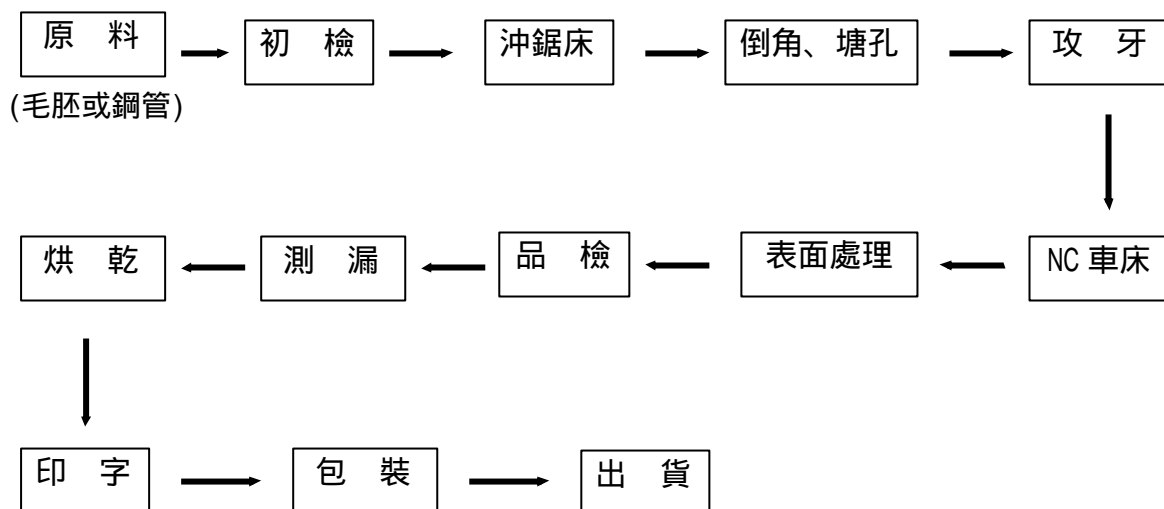 原 料
初 檢
沖鋸床
倒角、塘孔
攻 牙
(毛胚或鋼管)
NC 車床
表面處理
品 檢
測 漏
烘 乾
印 字
包 裝
出 貨